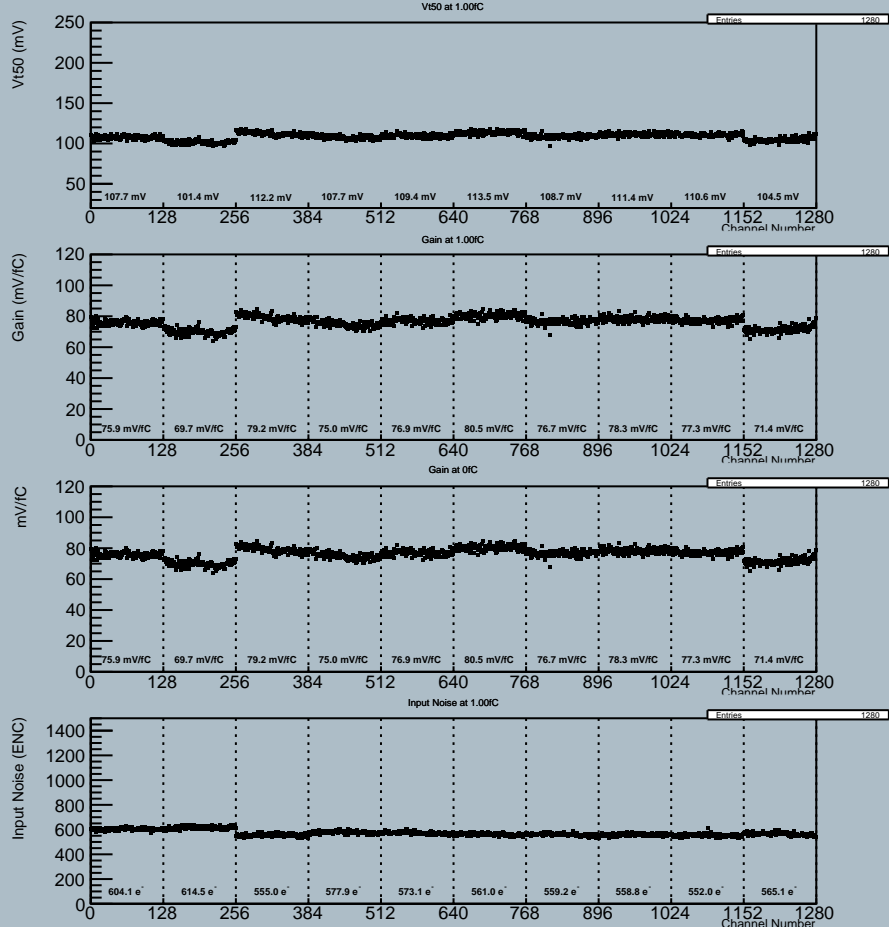 Vt50 at 1.00fC
Entries 1280
Vt50 (mV)
250
200
150
100
50
107.7 mV 101.4 mV 112.2 mV 107.7 mV 109.4 mV 113.5 mV 108.7 mV 111.4 mV 110.6 mV 104.5 mV
0 128 256 384 512 640 768 896 1024 1152 1280
Channel Number
Gain at 1.00fC
Entries 1280
Gain (mV/fC)
120
100
80
60
40
20
0
75.9 mV/fC 69.7 mV/fC 79.2 mV/fC 75.0 mV/fC 76.9 mV/fC 80.5 mV/fC 76.7 mV/fC 78.3 mV/fC 77.3 mV/fC 71.4 mV/fC
0 128 256 384 512 640 768 896 1024 1152 1280
Channel Number
Gain at 0fC
Entries 1280
mV/fC
120
100
80
60
40
20
0
75.9 mV/fC 69.7 mV/fC 79.2 mV/fC 75.0 mV/fC 76.9 mV/fC 80.5 mV/fC 76.7 mV/fC 78.3 mV/fC 77.3 mV/fC 71.4 mV/fC
0 128 256 384 512 640 768 896 1024 1152 1280
Channel Number
Input Noise at 1.00fC
Entries 1280
Input Noise (ENC)
1400
1200
1000
800
600
400
200
0
604.1 e⁻ 614.5 e⁻ 555.0 e⁻ 577.9 e⁻ 573.1 e⁻ 561.0 e⁻ 559.2 e⁻ 558.8 e⁻ 552.0 e⁻ 565.1 e⁻
0 128 256 384 512 640 768 896 1024 1152 1280
Channel Number